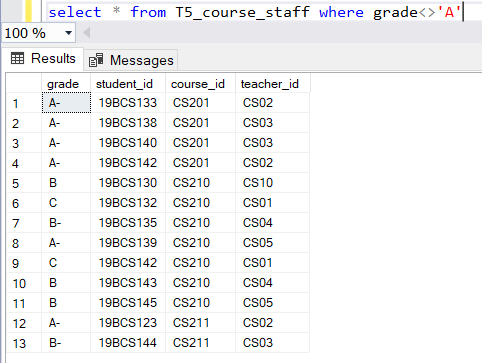 select * from T5_course_staff where grade<>'A'
100 %
Results Messages
grade student_id course_id teacher_id
1 A- 19BCS133 CS201 CS02
2 A- 19BCS138 CS201 CS03
3 A- 19BCS140 CS201 CS03
4 A- 19BCS142 CS201 CS02
5 B 19BCS130 CS210 CS10
6 C 19BCS132 CS210 CS01
7 B- 19BCS135 CS210 CS04
8 A- 19BCS139 CS210 CS05
9 C 19BCS142 CS210 CS01
10 B 19BCS143 CS210 CS04
11 B 19BCS145 CS210 CS05
12 A- 19BCS123 CS211 CS02
13 B- 19BCS144 CS211 CS03